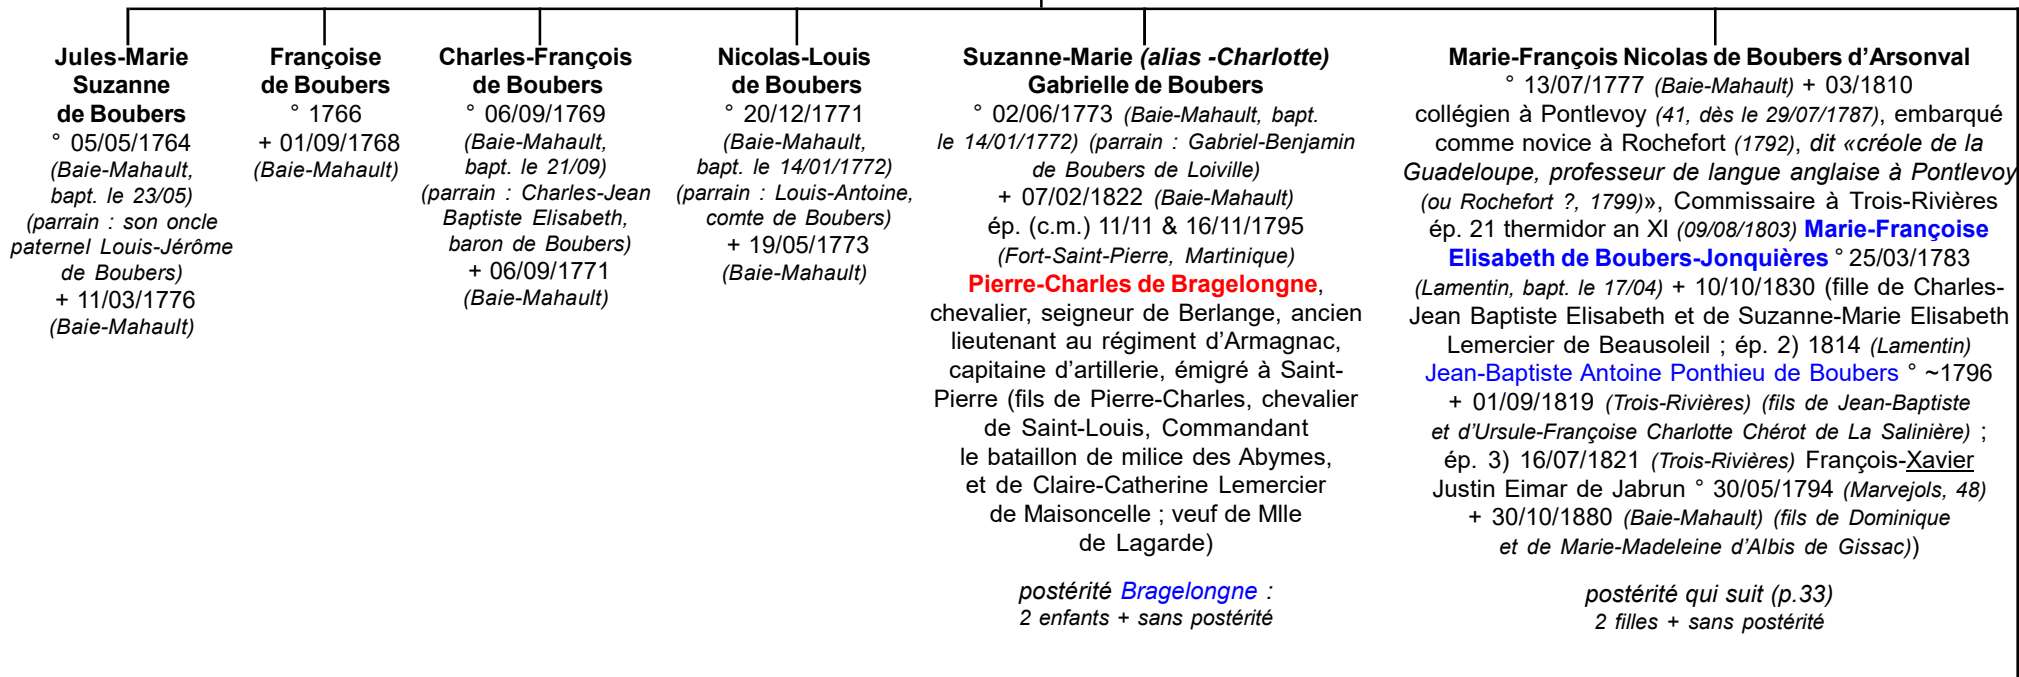 Jules-Marie
Suzanne
de Boubers
° 05/05/1764
(Baie-Mahault,
bapt. le 23/05)
(parrain : son oncle
paternel Louis-Jérôme
de Boubers)
+ 11/03/1776
(Baie-Mahault)
Françoise
de Boubers
° 1766
+ 01/09/1768
(Baie-Mahault)
Charles-François
de Boubers
° 06/09/1769
(Baie-Mahault,
bapt. le 21/09)
(parrain : Charles-Jean
Baptiste Elisabeth,
baron de Boubers)
+ 06/09/1771
(Baie-Mahault)
Nicolas-Louis
de Boubers
° 20/12/1771
(Baie-Mahault,
bapt. le 14/01/1772)
(parrain : Louis-Antoine,
comte de Boubers)
+ 19/05/1773
(Baie-Mahault)
Suzanne-Marie (alias -Charlotte)
Gabrielle de Boubers
° 02/06/1773 (Baie-Mahault, bapt.
le 14/01/1772) (parrain : Gabriel-Benjamin
de Boubers de Loiville)
+ 07/02/1822 (Baie-Mahault)
ép. (c.m.) 11/11 & 16/11/1795
(Fort-Saint-Pierre, Martinique)
Pierre-Charles de Bragelongne,
chevalier, seigneur de Berlange, ancien
lieutenant au régiment d’Armagnac,
capitaine d’artillerie, émigré à Saint-
Pierre (fils de Pierre-Charles, chevalier
de Saint-Louis, Commandant
le bataillon de milice des Abymes,
et de Claire-Catherine Lemercier
de Maisoncelle ; veuf de Mlle
de Lagarde)
postérité Bragelongne :
2 enfants + sans postérité
Marie-François Nicolas de Boubers d’Arsonval
° 13/07/1777 (Baie-Mahault) + 03/1810
collégien à Pontlevoy (41, dès le 29/07/1787), embarqué
comme novice à Rochefort (1792), dit «créole de la
Guadeloupe, professeur de langue anglaise à Pontlevoy
(ou Rochefort ?, 1799)», Commissaire à Trois-Rivières
ép. 21 thermidor an XI (09/08/1803) Marie-Françoise
Elisabeth de Boubers-Jonquières ° 25/03/1783
(Lamentin, bapt. le 17/04) + 10/10/1830 (fille de Charles-
Jean Baptiste Elisabeth et de Suzanne-Marie Elisabeth
Lemercier de Beausoleil ; ép. 2) 1814 (Lamentin)
Jean-Baptiste Antoine Ponthieu de Boubers ° ~1796
+ 01/09/1819 (Trois-Rivières) (fils de Jean-Baptiste
et d’Ursule-Françoise Charlotte Chérot de La Salinière) ;
ép. 3) 16/07/1821 (Trois-Rivières) François-Xavier
Justin Eimar de Jabrun ° 30/05/1794 (Marvejols, 48)
+ 30/10/1880 (Baie-Mahault) (fils de Dominique
et de Marie-Madeleine d’Albis de Gissac))
postérité qui suit (p.33)
2 filles + sans postérité